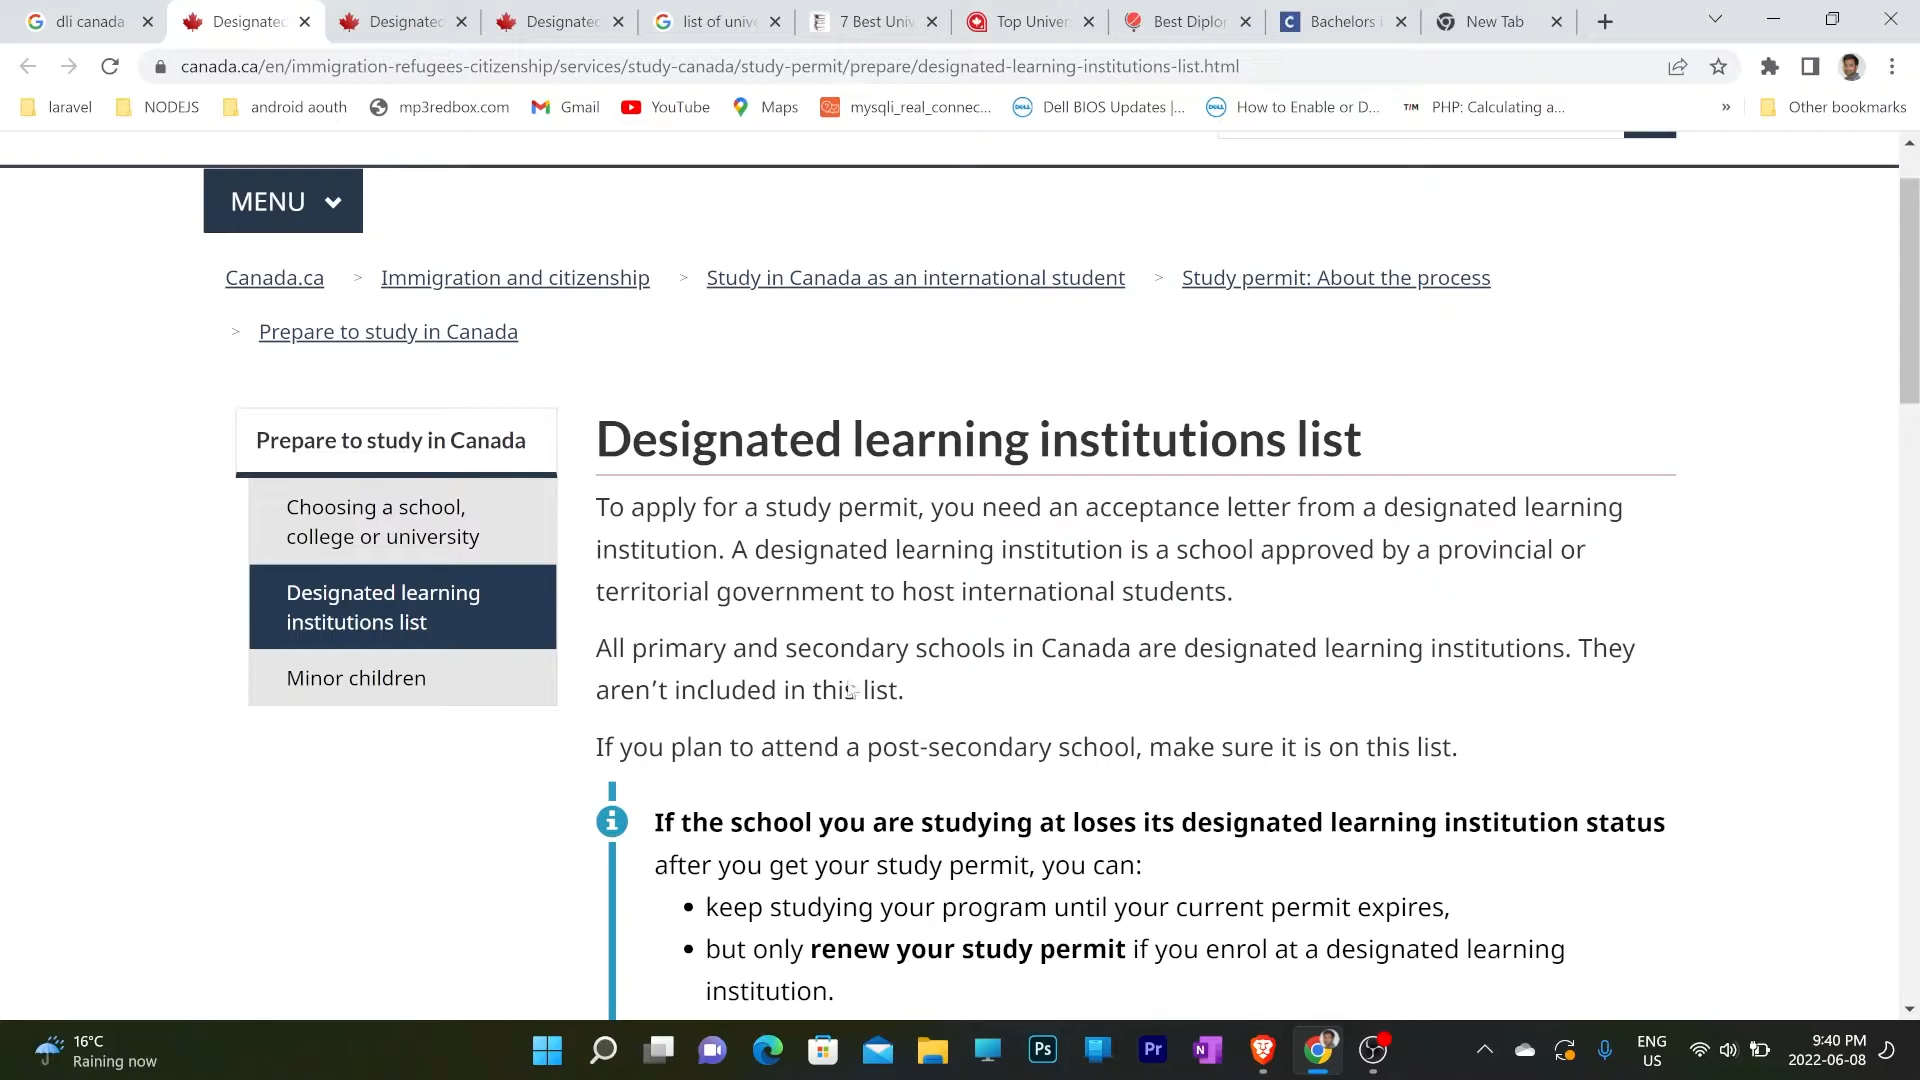 dli canada
Designated
Designated
Designated
list of unive
7 Best Univ
Top Univer
Best Diplon
Bachelors i
New Tab
canada.ca/en/immigration-refugees-citizenship/services/study-canada/study-permit/prepare/designated-learning-institutions-list.html
laravel
NODEJS
android aouth
mp3redbox.com
Gmail
YouTube
Maps
mysqli_real_connec...
Dell BIOS Updates |...
How to Enable or D...
PHP: Calculating a...
»
Other bookmarks
MENU
Canada.ca > Immigration and citizenship > Study in Canada as an international student > Study permit: About the process
> Prepare to study in Canada
Prepare to study in Canada
Choosing a school,
college or university
Designated learning
institutions list
Minor children
Designated learning institutions list
To apply for a study permit, you need an acceptance letter from a designated learning
institution. A designated learning institution is a school approved by a provincial or
territorial government to host international students.
All primary and secondary schools in Canada are designated learning institutions. They
aren’t included in this list.
If you plan to attend a post-secondary school, make sure it is on this list.
If the school you are studying at loses its designated learning institution status
after you get your study permit, you can:
• keep studying your program until your current permit expires,
• but only renew your study permit if you enrol at a designated learning
institution.
16°C
Raining now
Ps
Pr
N
ENG
US
9:40 PM
2022-06-08